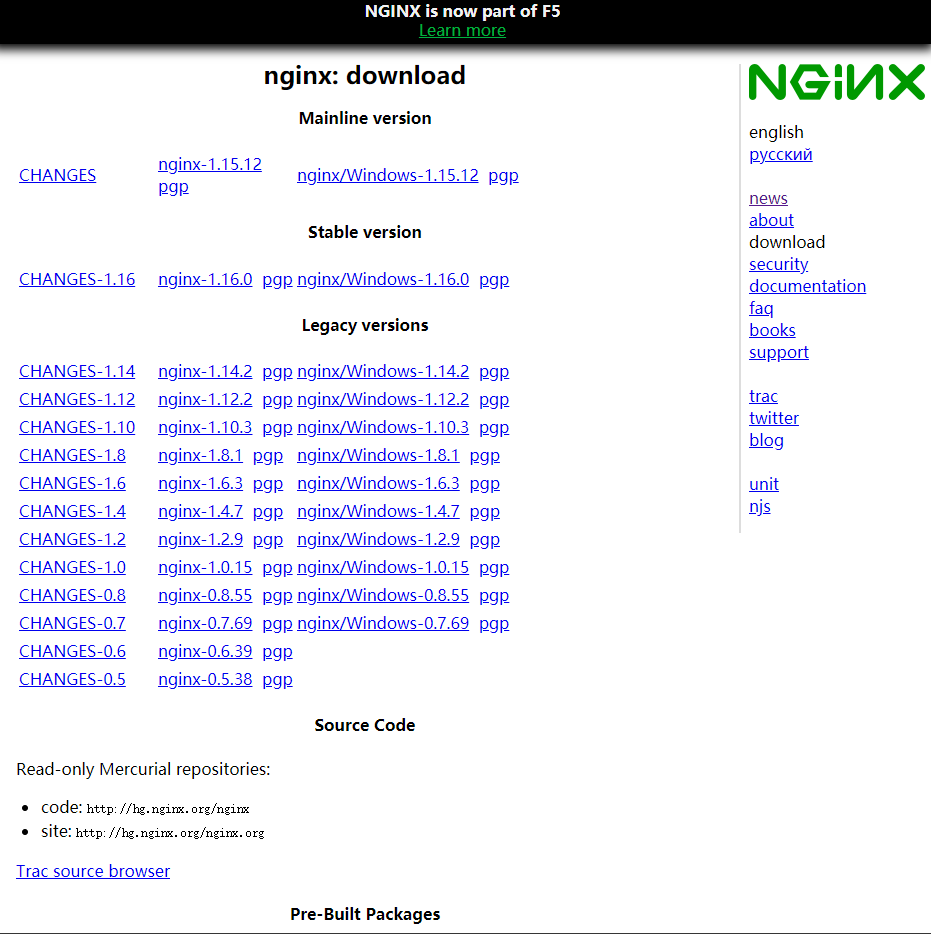 NGINX is now part of F5
Learn more
nginx: download
Mainline version
CHANGES nginx-1.15.12 pgp nginx/Windows-1.15.12 pgp
Stable version
CHANGES-1.16 nginx-1.16.0 pgp nginx/Windows-1.16.0 pgp
Legacy versions
CHANGES-1.14 nginx-1.14.2 pgp nginx/Windows-1.14.2 pgp
CHANGES-1.12 nginx-1.12.2 pgp nginx/Windows-1.12.2 pgp
CHANGES-1.10 nginx-1.10.3 pgp nginx/Windows-1.10.3 pgp
CHANGES-1.8 nginx-1.8.1 pgp nginx/Windows-1.8.1 pgp
CHANGES-1.6 nginx-1.6.3 pgp nginx/Windows-1.6.3 pgp
CHANGES-1.4 nginx-1.4.7 pgp nginx/Windows-1.4.7 pgp
CHANGES-1.2 nginx-1.2.9 pgp nginx/Windows-1.2.9 pgp
CHANGES-1.0 nginx-1.0.15 pgp nginx/Windows-1.0.15 pgp
CHANGES-0.8 nginx-0.8.55 pgp nginx/Windows-0.8.55 pgp
CHANGES-0.7 nginx-0.7.69 pgp nginx/Windows-0.7.69 pgp
CHANGES-0.6 nginx-0.6.39 pgp
CHANGES-0.5 nginx-0.5.38 pgp
Source Code
Read-only Mercurial repositories:
• code: http://hg.nginx.org/nginx
• site: http://hg.nginx.org/nginx.org
Trac source browser
Pre-Built Packages
NGINX
english
русский
news
about
download
security
documentation
faq
books
support
trac
twitter
blog
unit
njs